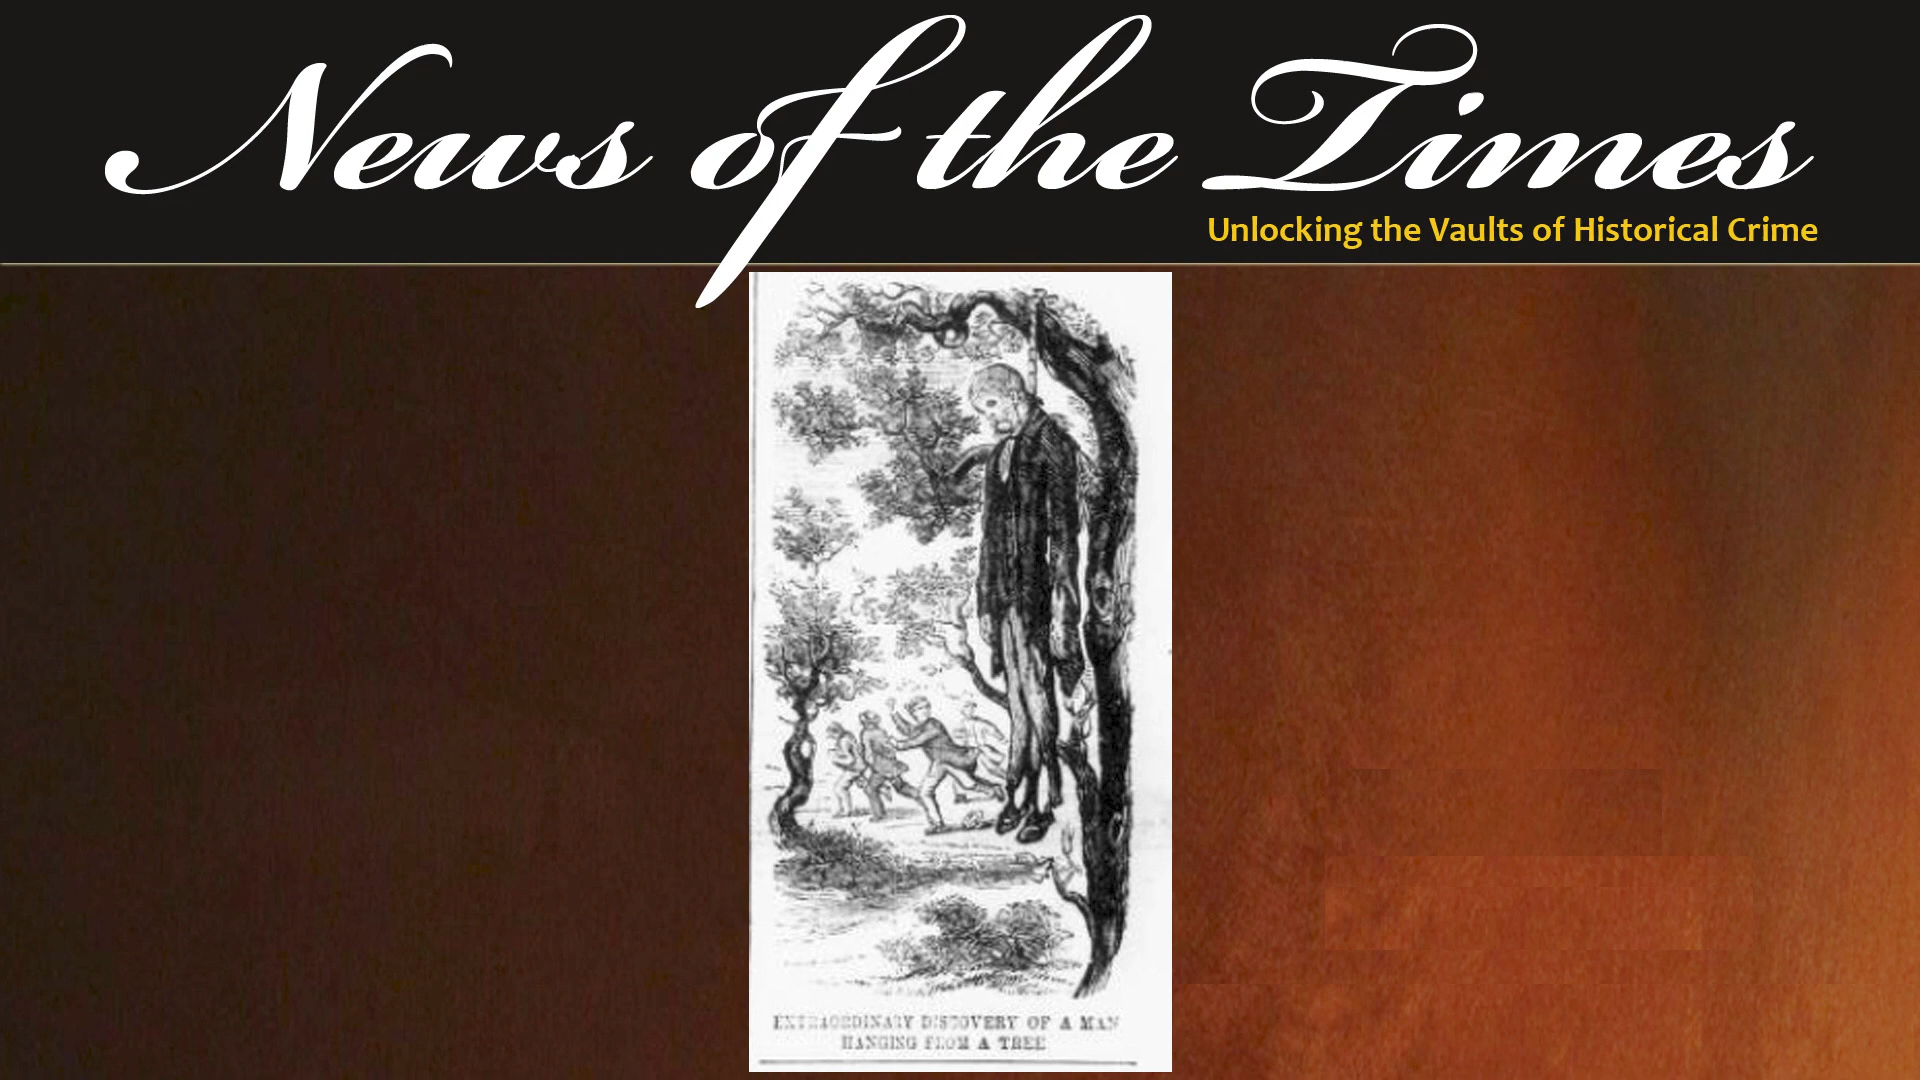 News of the Times
Unlocking the Vaults of Historical Crime
EXTRAORDINARY DISCOVERY OF A MAN
HANGING FROM A TREE